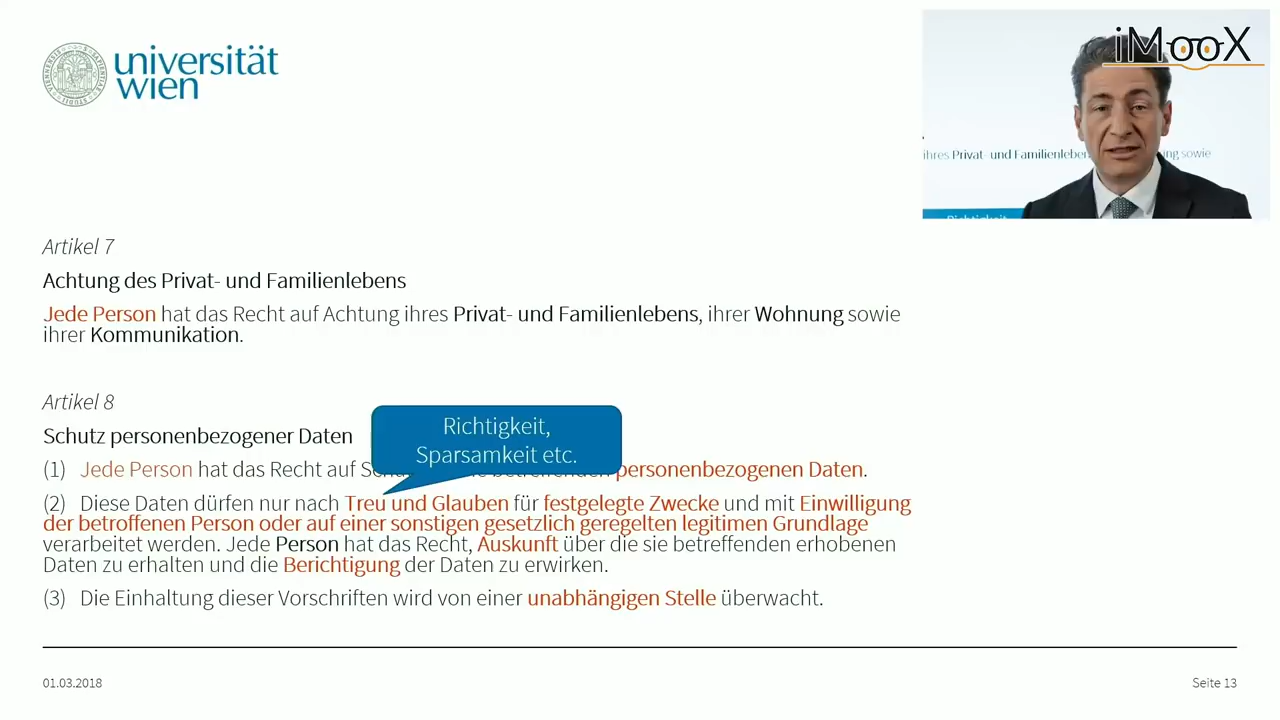 universität
wien
iMooX
ihres Privat- und Familienleben
ng sowie
Richtigkeit
Artikel 7
Achtung des Privat- und Familienlebens
Jede Person hat das Recht auf Achtung ihres Privat- und Familienlebens, ihrer Wohnung sowie
ihrer Kommunikation.
Artikel 8
Schutz personenbezogener Daten
Richtigkeit,
Sparsamkeit etc.
(1) Jede Person hat das Recht auf personenbezogenen Daten.
(2) Diese Daten dürfen nur nach Treu und Glauben für festgelegte Zwecke und mit Einwilligung
der betroffenen Person oder auf einer sonstigen gesetzlich geregelten legitimen Grundlage
verarbeitet werden. Jede Person hat das Recht, Auskunft über die sie betreffenden erhobenen
Daten zu erhalten und die Berichtigung der Daten zu erwirken.
(3) Die Einhaltung dieser Vorschriften wird von einer unabhängigen Stelle überwacht.
01.03.2018
Seite 13